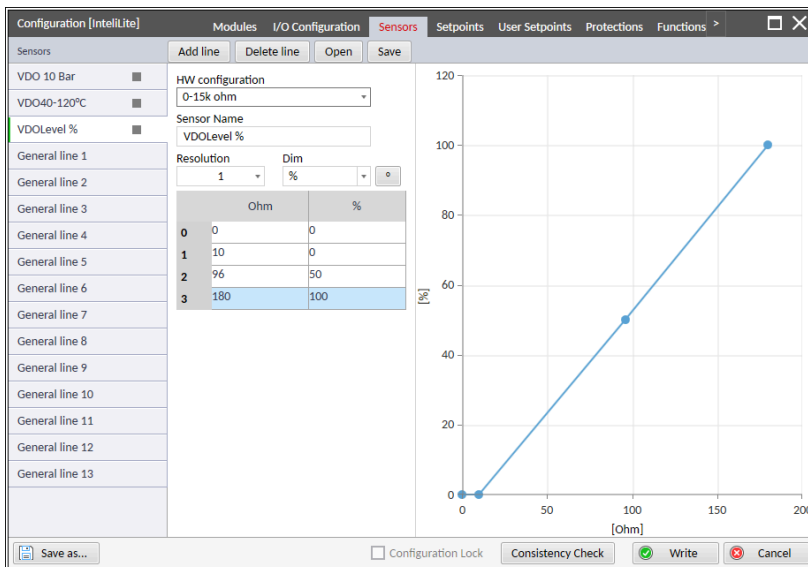 Configuration [InteliLite]
Modules I/O Configuration Sensors Setpoints User Setpoints Protections Functions >
Sensors
Add line Delete line Open Save
VDO 10 Bar
VDO40-120°C
VDOLevel %
General line 1
General line 2
General line 3
General line 4
General line 5
General line 6
General line 7
General line 8
General line 9
General line 10
General line 11
General line 12
General line 13
HW configuration
0-15k ohm
Sensor Name
VDOLevel %
Resolution Dim
1 % °
Ohm %
0 0 0
1 10 0
2 96 50
3 180 100
120
100
80
60
40
20
0
[%]
0 50 100 150 200
[Ohm]
Save as... Configuration Lock Consistency Check Write Cancel